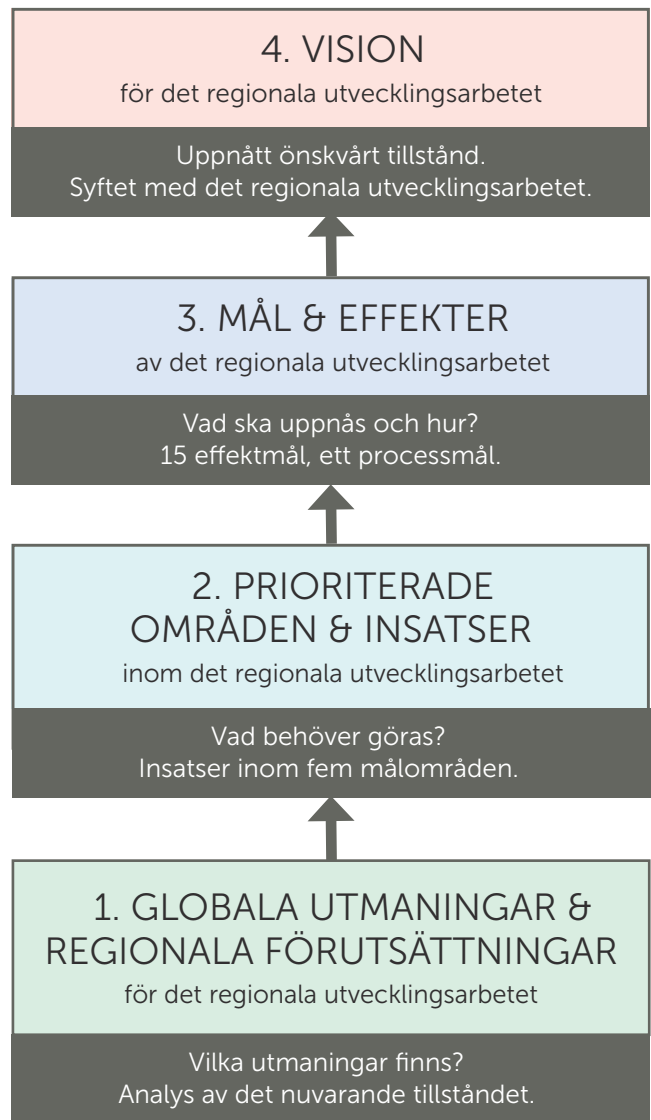 4. VISION
för det regionala utvecklingsarbetet
Uppnått önskvärt tillstånd.
Syftet med det regionala utvecklingsarbetet.
3. MÅL & EFFEKTER
av det regionala utvecklingsarbetet
Vad ska uppnås och hur?
15 effektmål, ett processmål.
2. PRIORITERADE
OMRÅDEN & INSATSER
inom det regionala utvecklingsarbetet
Vad behöver göras?
Insatser inom fem målområden.
1. GLOBALA UTMANINGAR &
REGIONALA FÖRUTSÄTTNINGAR
för det regionala utvecklingsarbetet
Vilka utmaningar finns?
Analys av det nuvarande tillståndet.